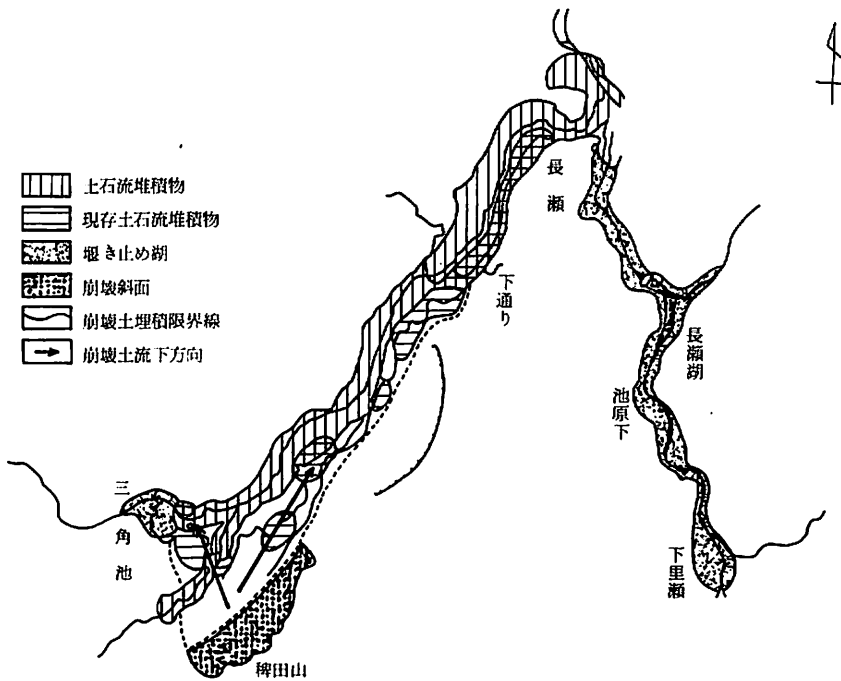 土石流堆積物
現存土石流堆積物
堰き止め湖
崩壊斜面
崩壊土埋積限界線
崩壊土流下方向
長瀬
下通り
長瀬湖
池原下
下里瀬
三角池
稗田山